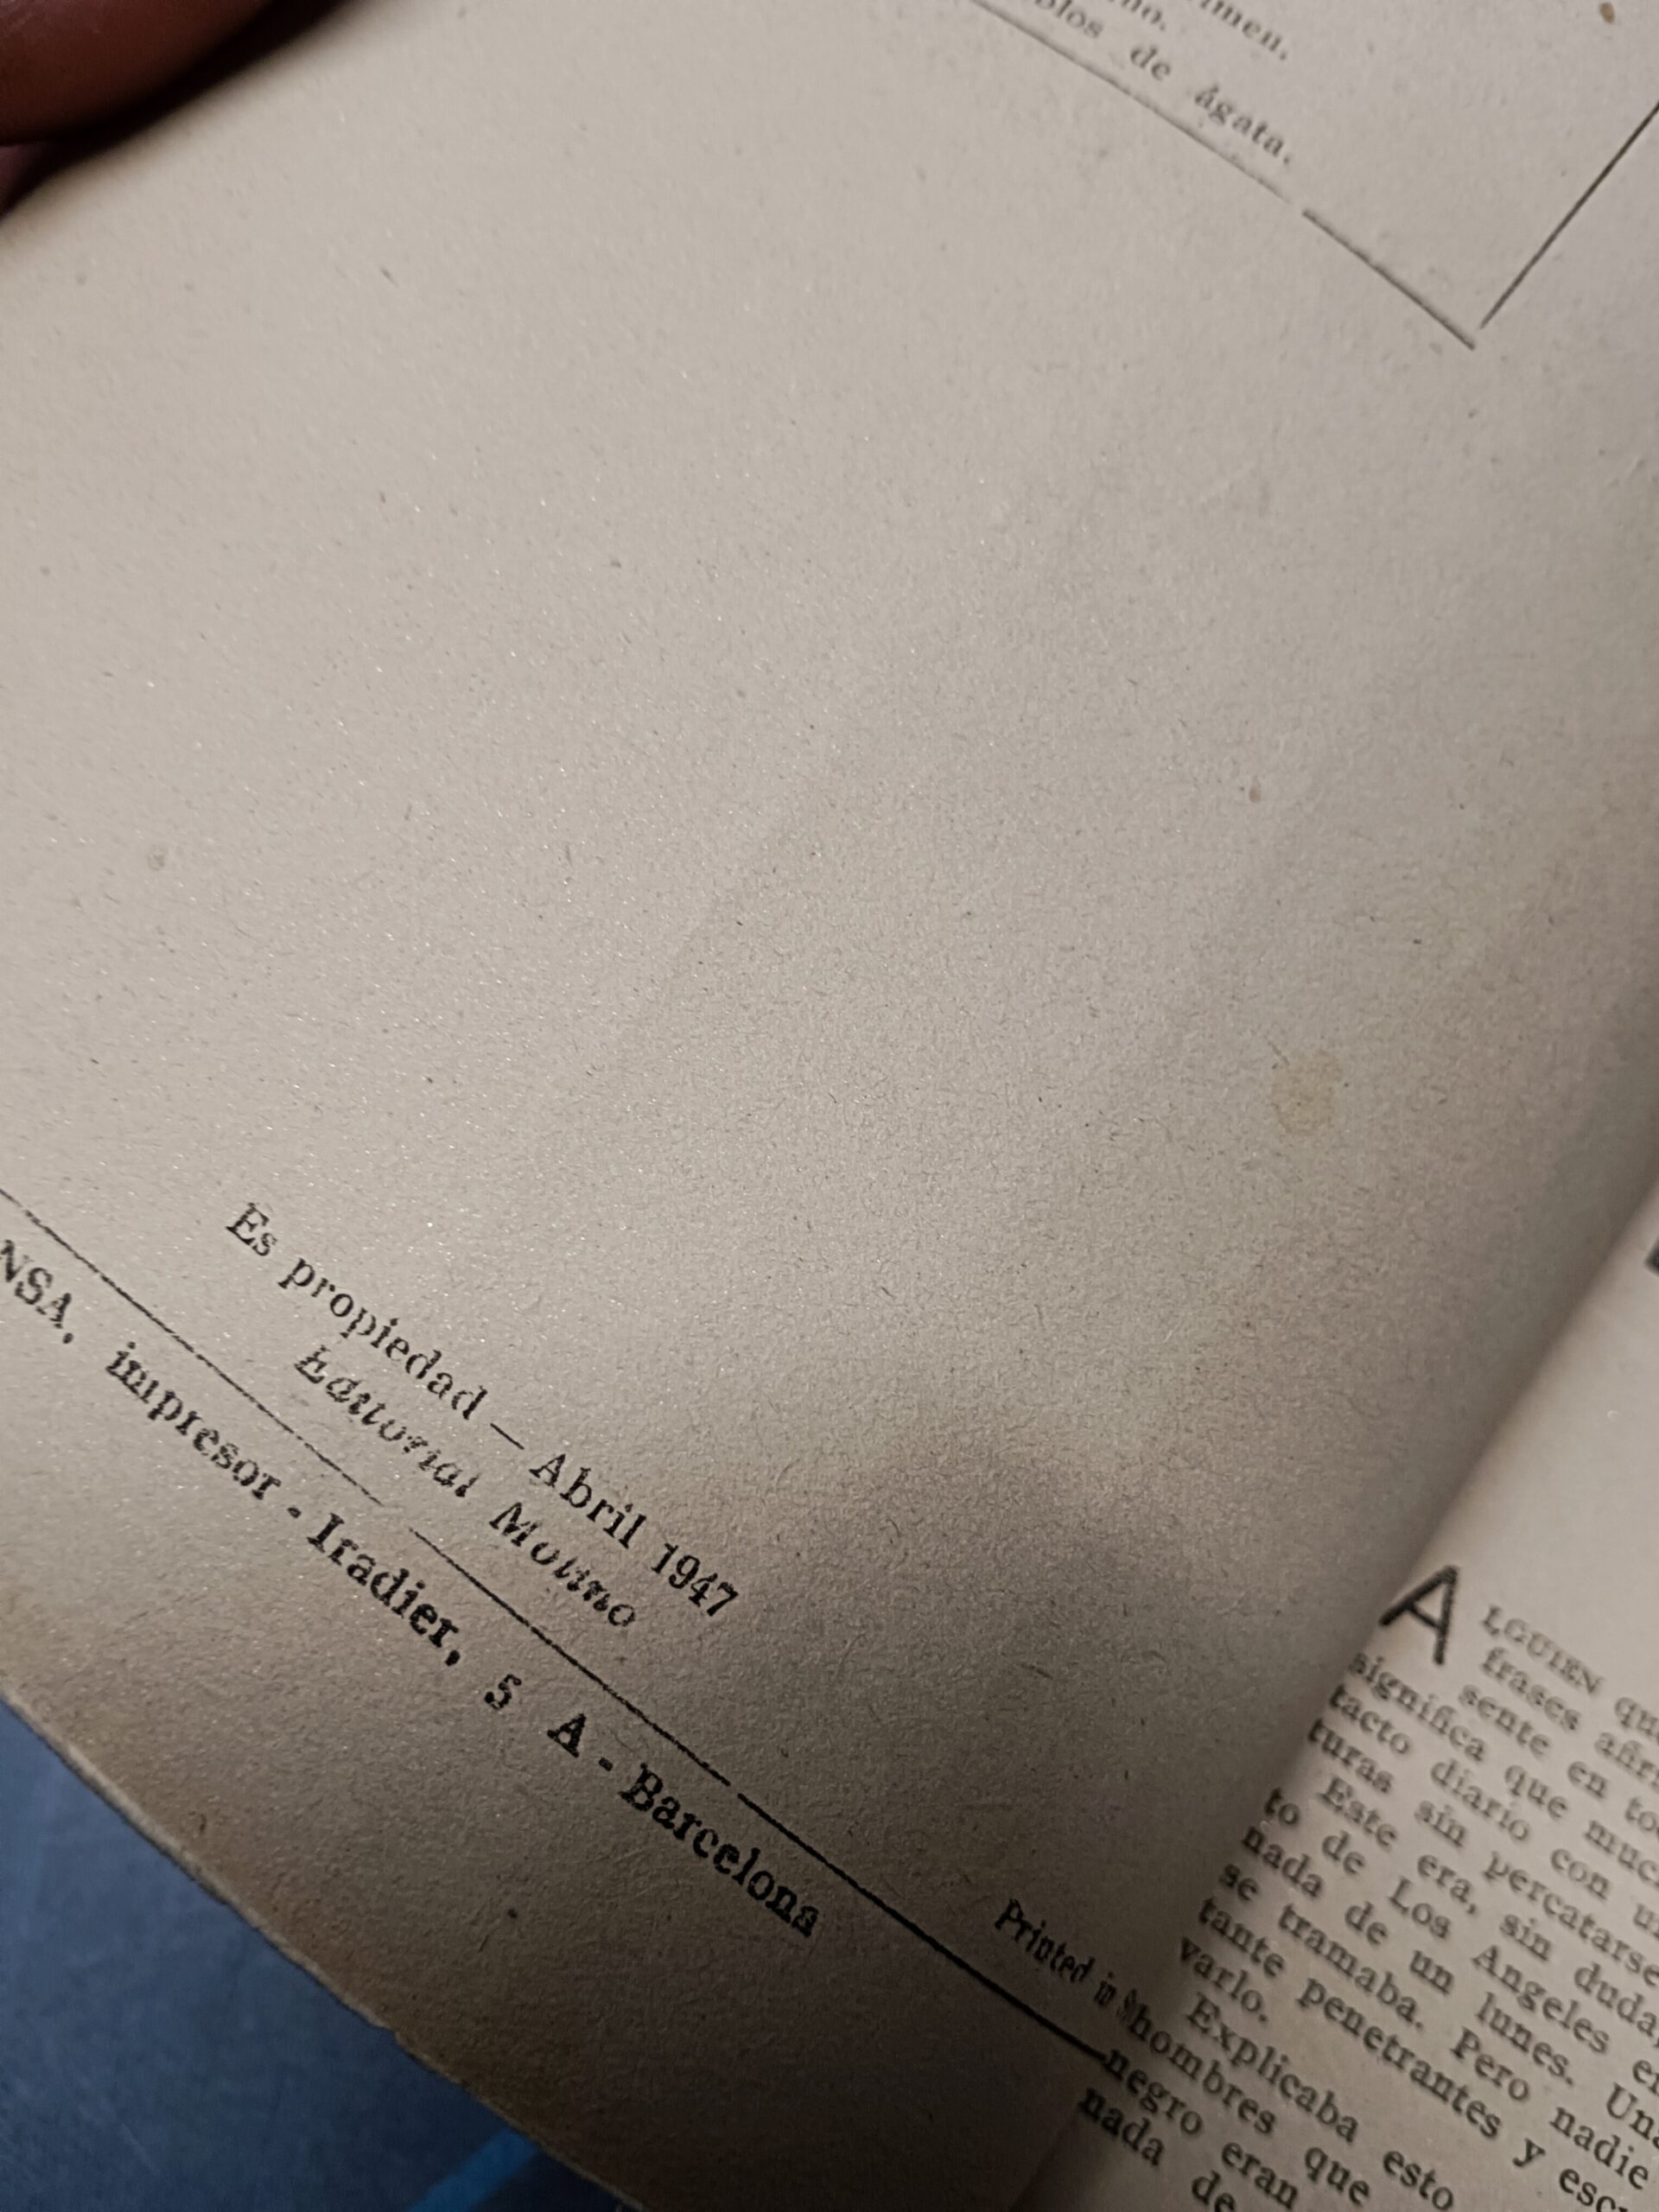 de ágata.
Es propiedad — Abril 1947
Editorial Molino
NSA, impresor - Iradier, 5 A - Barcelona
Printed in
ALGUIEN
frases
sente en
significa que
tacto diario con
turas sin percatarse
Este era, sin duda,
to de Los Angeles
nada de un lunes.
se tramaba. Pero nadie
tante penetrantes y
varlo.
Explicaba esto
hombres que
negro eran
nada de